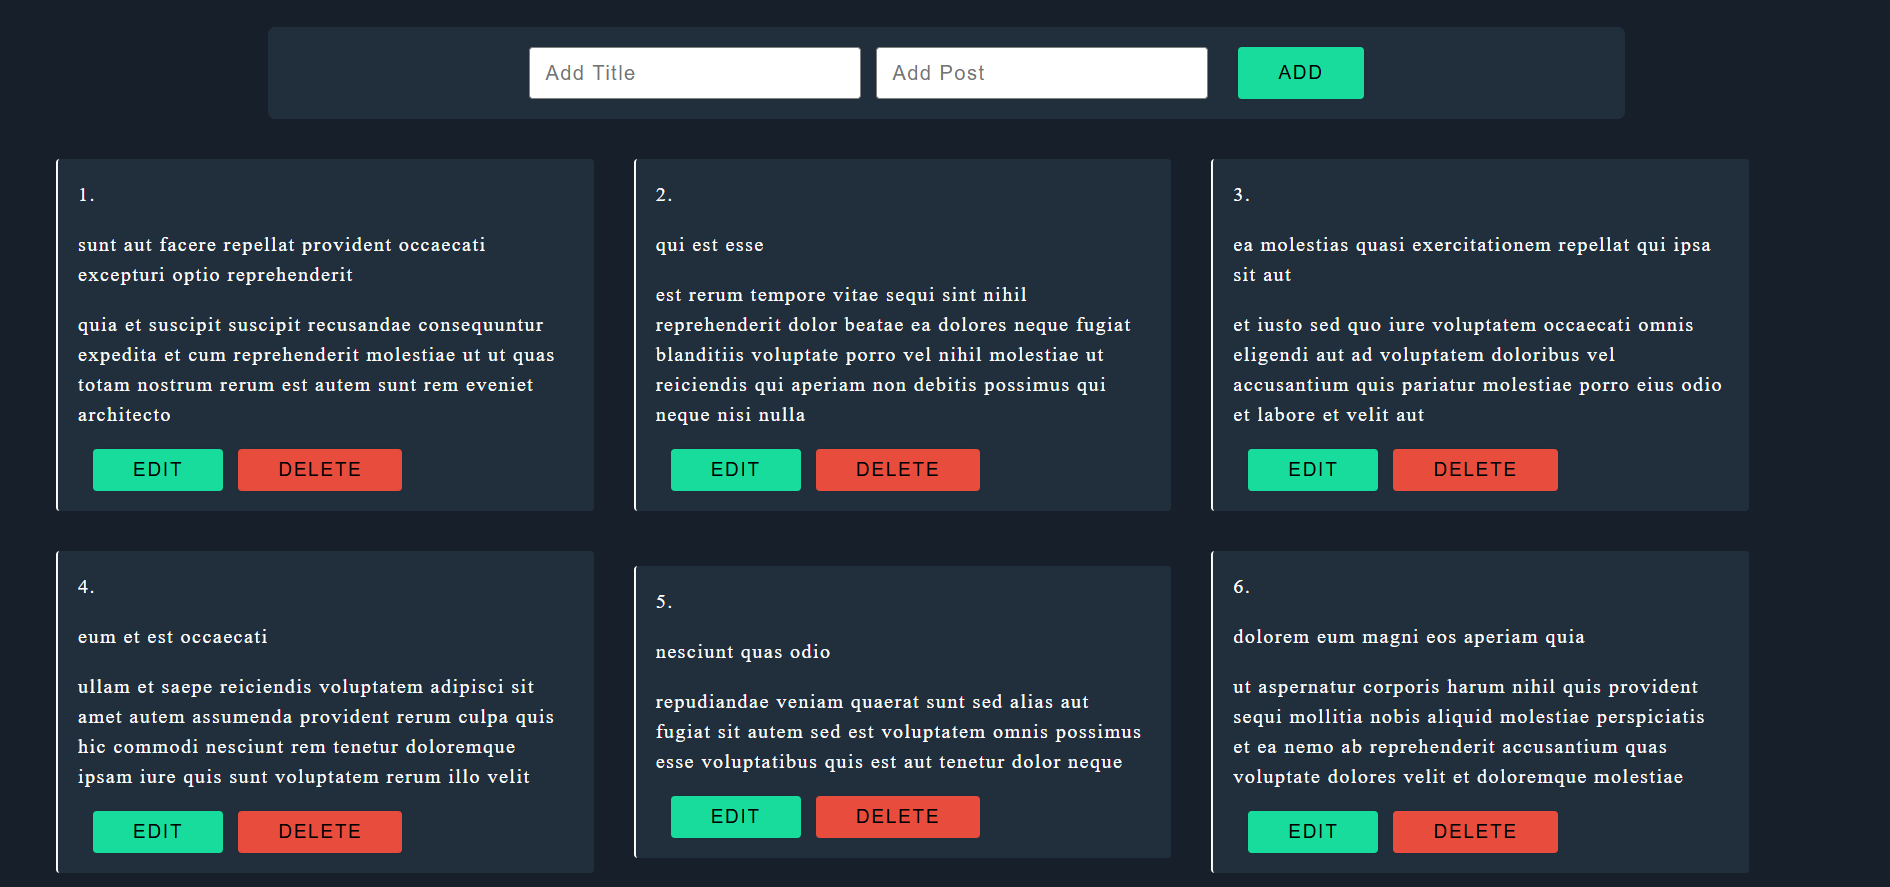 Add Title
Add Post
ADD
1.
sunt aut facere repellat provident occaecati
excepturi optio reprehenderit
quia et suscipit suscipit recusandae consequuntur
expedita et cum reprehenderit molestiae ut ut quas
totam nostrum rerum est autem sunt rem eveniet
architecto
EDIT
DELETE
2.
qui est esse
est rerum tempore vitae sequi sint nihil
reprehenderit dolor beatae ea dolores neque fugiat
blanditiis voluptate porro vel nihil molestiae ut
reiciendis qui aperiam non debitis possimus qui
neque nisi nulla
EDIT
DELETE
3.
ea molestias quasi exercitationem repellat qui ipsa
sit aut
et iusto sed quo iure voluptatem occaecati omnis
eligendi aut ad voluptatem doloribus vel
accusantium quis pariatur molestiae porro eius odio
et labore et velit aut
EDIT
DELETE
4.
eum et est occaecati
ullam et saepe reiciendis voluptatem adipisci sit
amet autem assumenda provident rerum culpa quis
hic commodi nesciunt rem tenetur doloremque
ipsam iure quis sunt voluptatem rerum illo velit
EDIT
DELETE
5.
nesciunt quas odio
repudiandae veniam quaerat sunt sed alias aut
fugiat sit autem sed est voluptatem omnis possimus
esse voluptatibus quis est aut tenetur dolor neque
EDIT
DELETE
6.
dolorem eum magni eos aperiam quia
ut aspernatur corporis harum nihil quis provident
sequi mollitia nobis aliquid molestiae perspiciatis
et ea nemo ab reprehenderit accusantium quas
voluptate dolores velit et doloremque molestiae
EDIT
DELETE